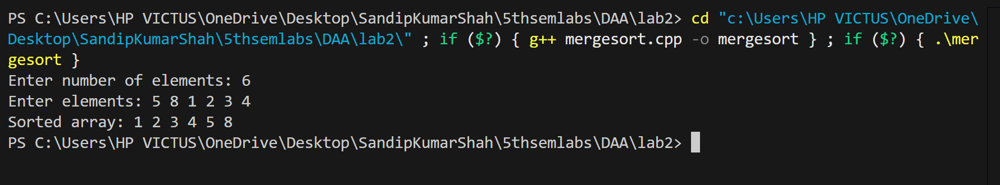 PS C:\Users\HP VICTUS\OneDrive\Desktop\SandipKumarShah\5thsemlabs\DAA\lab2> cd "c:\Users\HP VICTUS\OneDrive\
Desktop\SandipKumarShah\5thsemlabs\DAA\lab2\" ; if ($?) { g++ mergesort.cpp -o mergesort } ; if ($?) { .\mer
gesort }
Enter number of elements: 6
Enter elements: 5 8 1 2 3 4
Sorted array: 1 2 3 4 5 8
PS C:\Users\HP VICTUS\OneDrive\Desktop\SandipKumarShah\5thsemlabs\DAA\lab2>